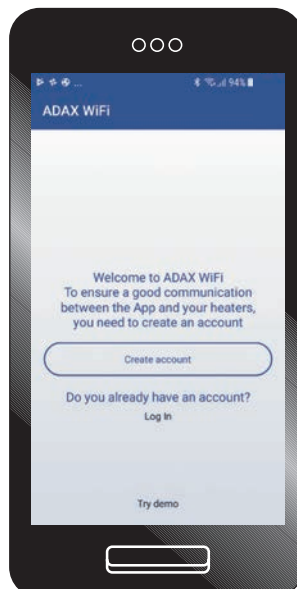 94%
ADAX WiFi
Welcome to ADAX WiFi
To ensure a good communication
between the App and your heaters,
you need to create an account
Create account
Do you already have an account?
Log In
Try demo